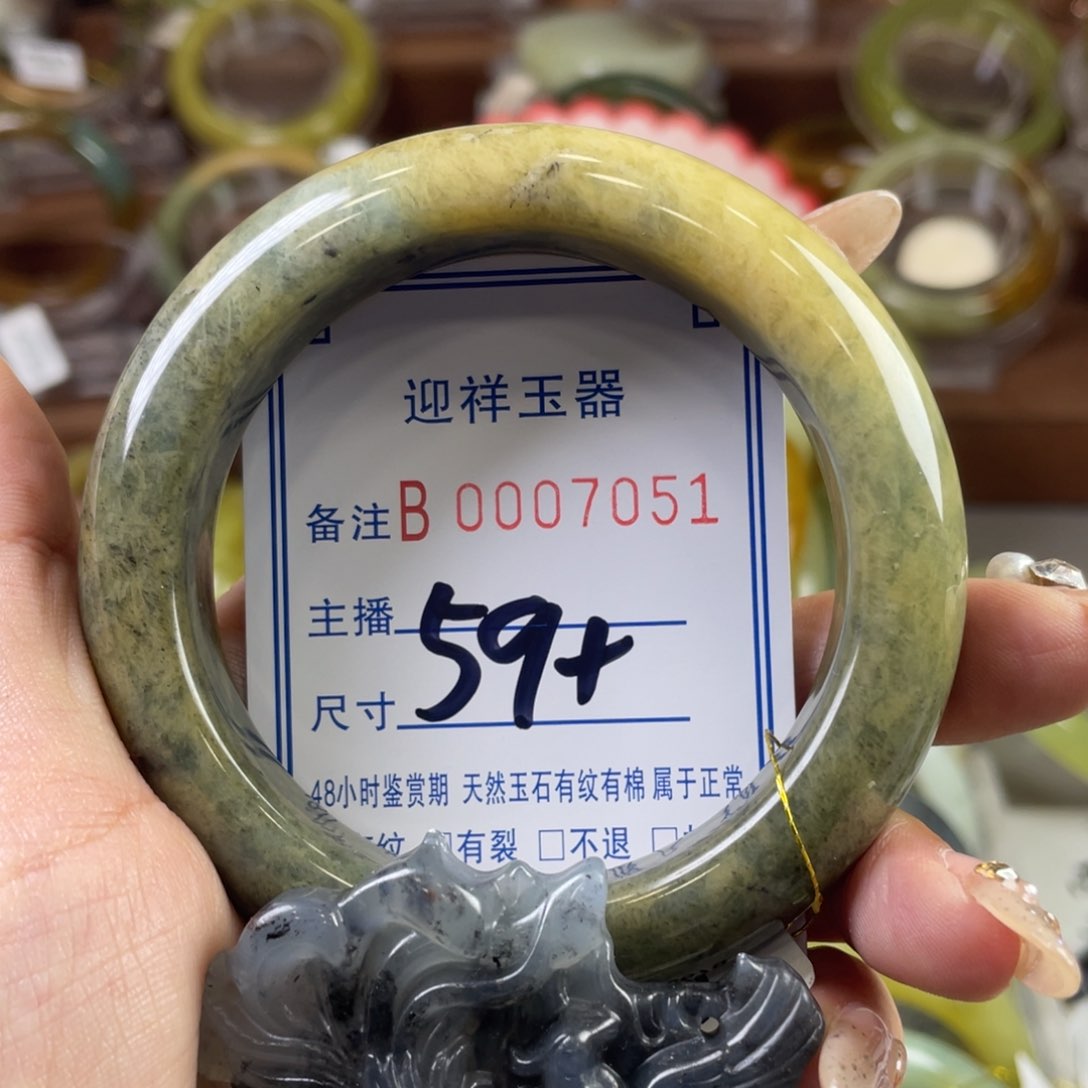 迎祥玉器
备注B 0007051
主播
59+
尺寸
48小时鉴赏期 天然玉石有纹有棉 属于正常
纹 □有裂 □不退 □